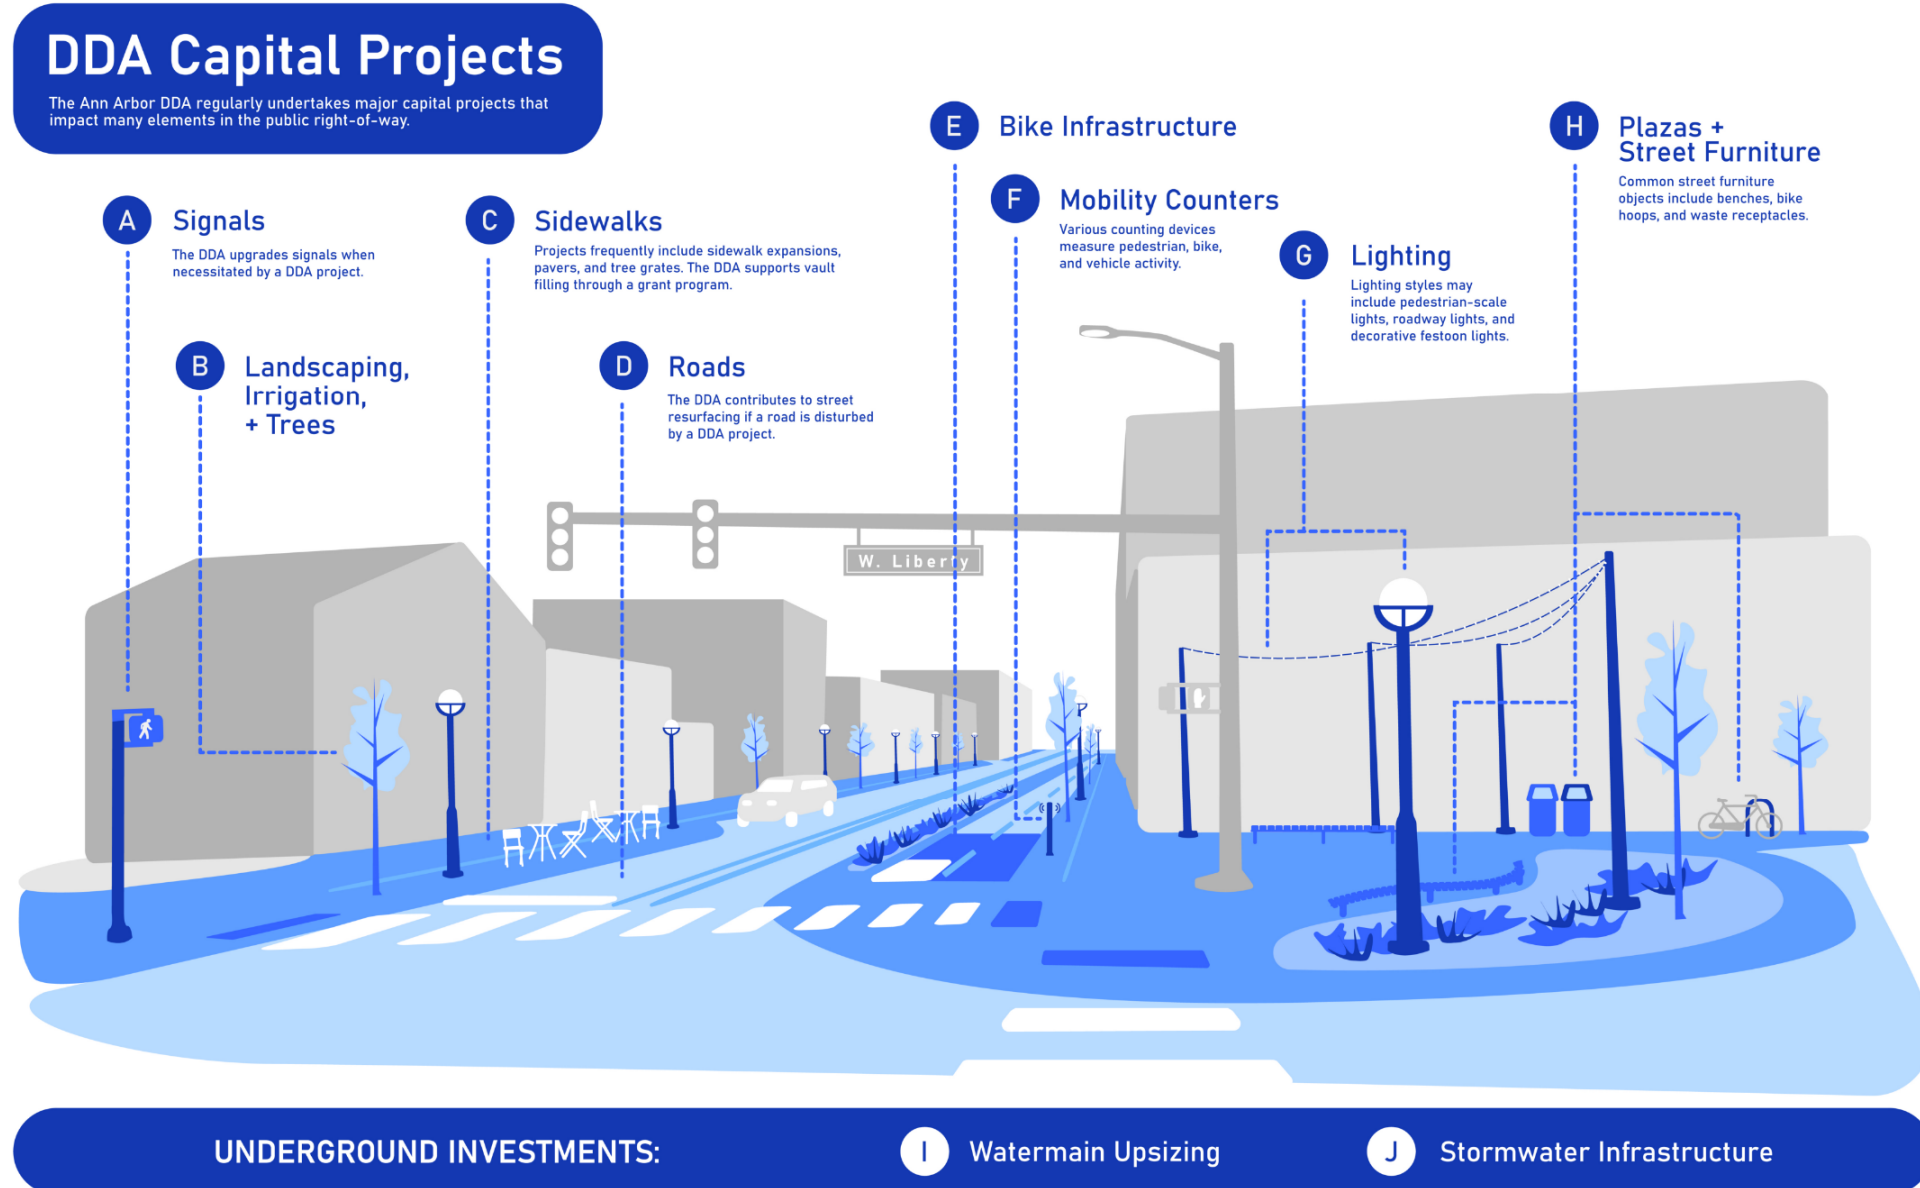 DDA Capital Projects
The Ann Arbor DDA regularly undertakes major capital projects that
impact many elements in the public right-of-way.
A
Signals
The DDA upgrades signals when
necessitated by a DDA project.
B
Landscaping,
Irrigation,
+ Trees
C
Sidewalks
Projects frequently include sidewalk expansions,
pavers, and tree grates. The DDA supports vault
filling through a grant program.
D
Roads
The DDA contributes to street
resurfacing if a road is disturbed
by a DDA project.
E
Bike Infrastructure
F
Mobility Counters
Various counting devices
measure pedestrian, bike,
and vehicle activity.
G
Lighting
Lighting styles may
include pedestrian-scale
lights, roadway lights, and
decorative festoon lights.
H
Plazas +
Street Furniture
Common street furniture
objects include benches, bike
hoops, and waste receptacles.
W. Liberty
UNDERGROUND INVESTMENTS:
I
Watermain Upsizing
J
Stormwater Infrastructure